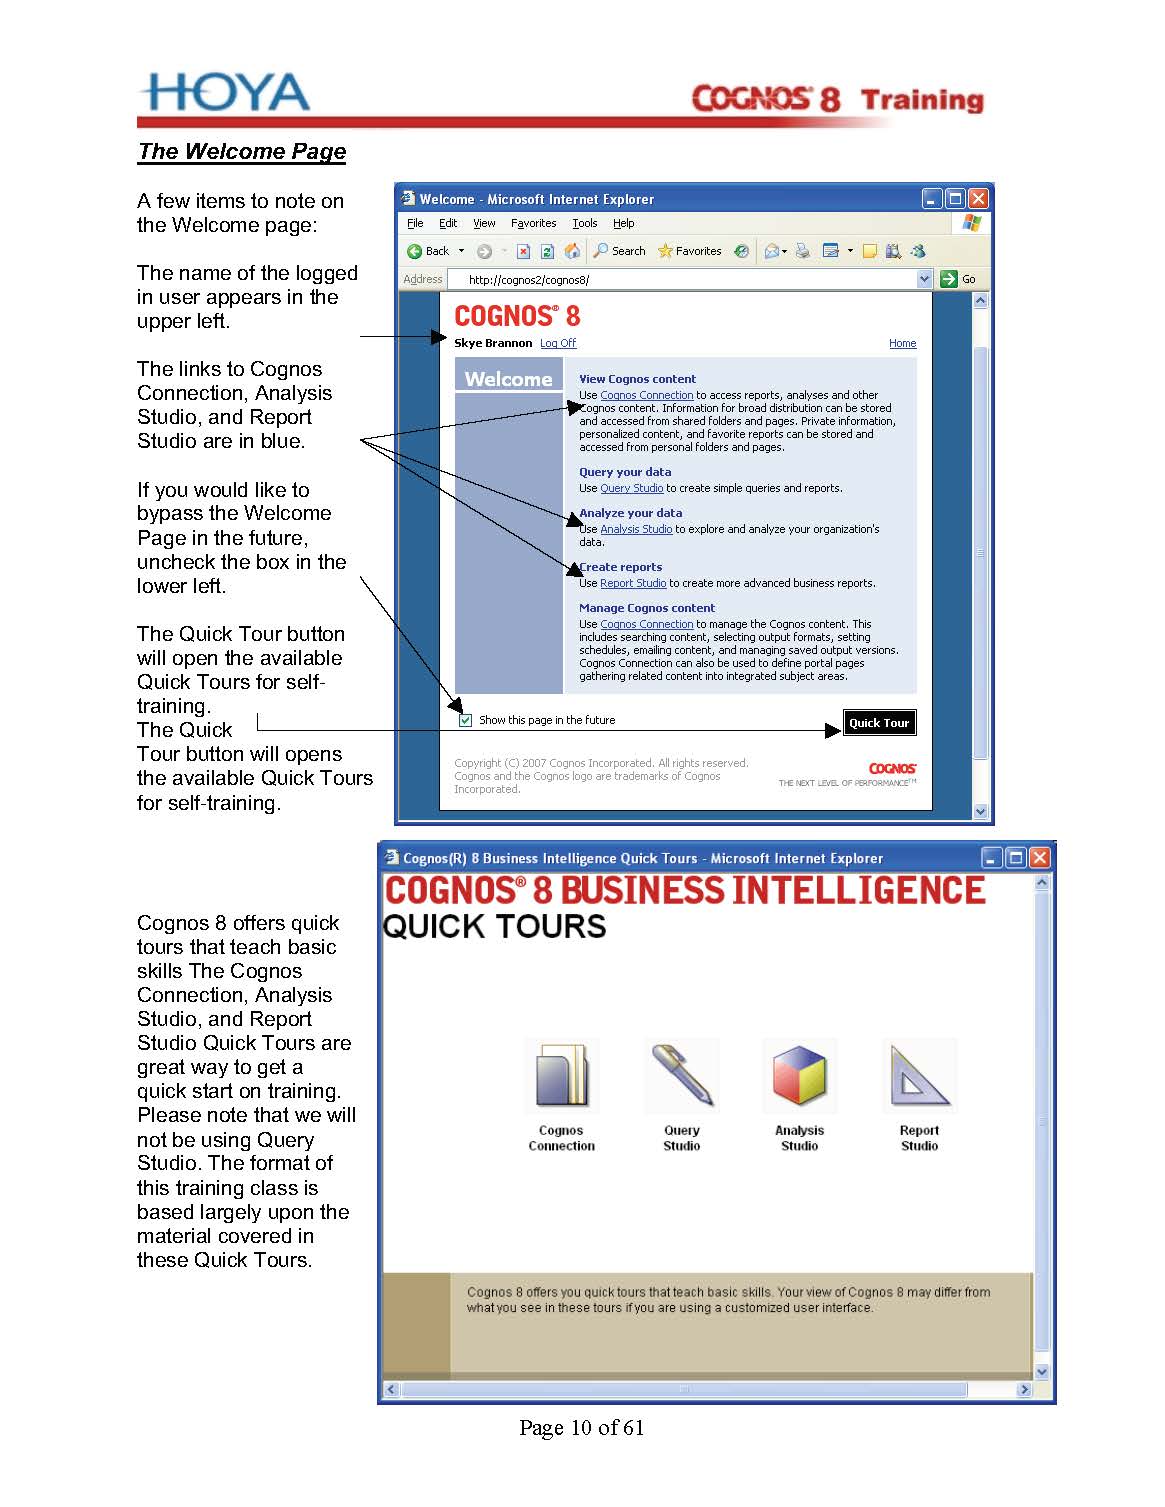 HOYA
COGNOS® 8 Training
The Welcome Page
A few items to note on
the Welcome page:
The name of the logged
in user appears in the
upper left.
The links to Cognos
Connection, Analysis
Studio, and Report
Studio are in blue.
If you would like to
bypass the Welcome
Page in the future,
uncheck the box in the
lower left.
The Quick Tour button
will open the available
Quick Tours for self-
training.
The Quick
Tour button will opens
the available Quick Tours
for self-training.
Welcome - Microsoft Internet Explorer
File Edit View Favorites Tools Help
Back Search Favorites
Address http://cognos2/cognos8/ Go
COGNOS® 8
Skye Brannon Log Off Home
Welcome
View Cognos content
Use Cognos Connection to access reports, analyses and other
Cognos content. Information for broad distribution can be stored
and accessed from shared folders and pages. Private information,
personalized content, and favorite reports can be stored and
accessed from personal folders and pages.
Query your data
Use Query Studio to create simple queries and reports.
Analyze your data
Use Analysis Studio to explore and analyze your organization's
data.
Create reports
Use Report Studio to create more advanced business reports.
Manage Cognos content
Use Cognos Connection to manage the Cognos content. This
includes searching content, selecting output formats, setting
schedules, emailing content, and managing saved output versions.
Cognos Connection can also be used to define portal pages
gathering related content into integrated subject areas.
Show this page in the future
Quick Tour
Copyright (C) 2007 Cognos Incorporated. All rights reserved.
Cognos and the Cognos logo are trademarks of Cognos
Incorporated.
COGNOS®
THE NEXT LEVEL OF PERFORMANCE™
Cognos 8 offers quick
tours that teach basic
skills The Cognos
Connection, Analysis
Studio, and Report
Studio Quick Tours are
great way to get a
quick start on training.
Please note that we will
not be using Query
Studio. The format of
this training class is
based largely upon the
material covered in
these Quick Tours.
Cognos(R) 8 Business Intelligence Quick Tours - Microsoft Internet Explorer
COGNOS® 8 BUSINESS INTELLIGENCE
QUICK TOURS
Cognos Query Analysis Report
Connection Studio Studio Studio
Cognos 8 offers you quick tours that teach basic skills. Your view of Cognos 8 may differ from
what you see in these tours if you are using a customized user interface.
Page 10 of 61